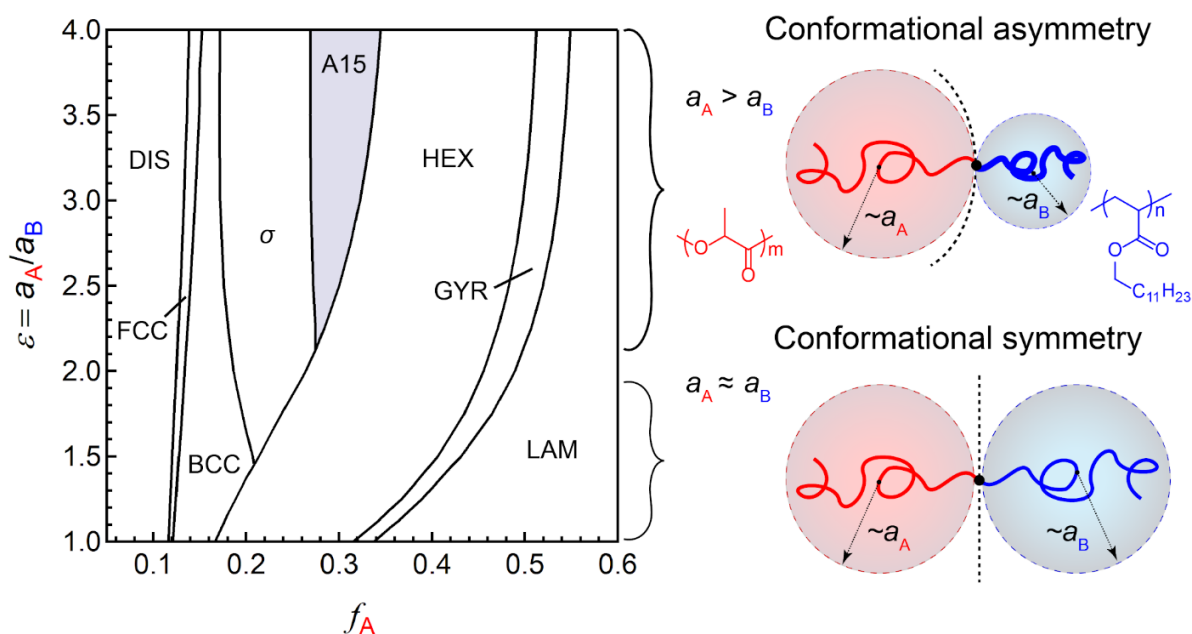 4.0
3.5
3.0
2.5
2.0
1.5
1.0
ε = aA/aB
0.1 0.2 0.3 0.4 0.5 0.6
fA
DIS
FCC
BCC
σ
A15
HEX
GYR
LAM
Conformational asymmetry
aA > aB
~aA
~aB
( O O )m
( )n
O
O
C11H23
Conformational symmetry
aA ≈ aB
~aA
~aB